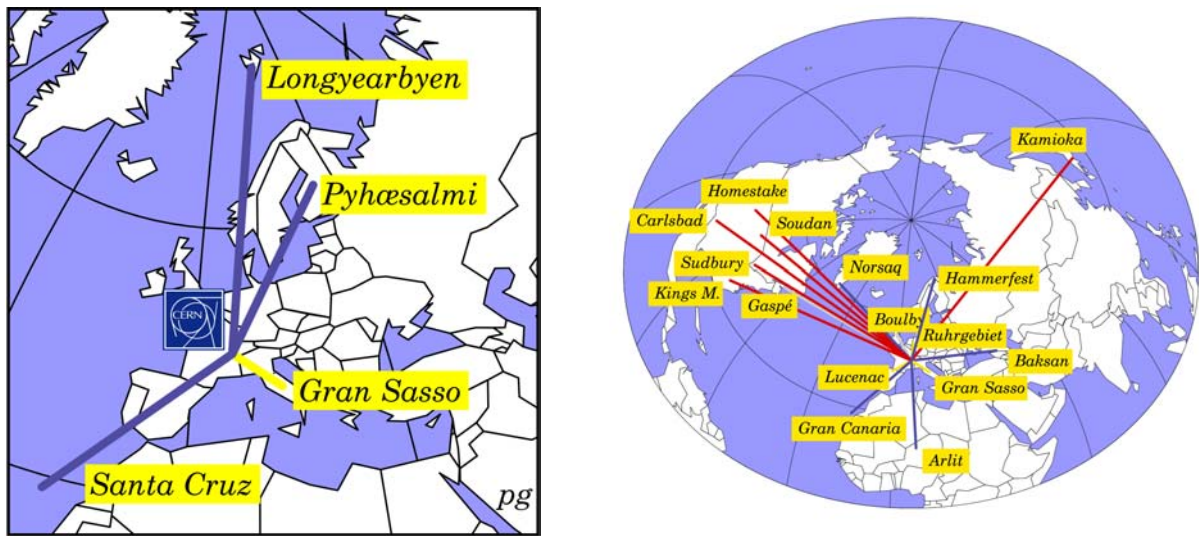 Longyearbyen
Pyhæsalmi
CERN
Gran Sasso
Santa Cruz
pg
Kamioka
Homestake
Carlsbad
Soudan
Sudbury
Norsaq
Hammerfest
Kings M.
Gaspé
Boulby
Ruhrgebiet
Baksan
Lucenac
Gran Sasso
Gran Canaria
Arlit